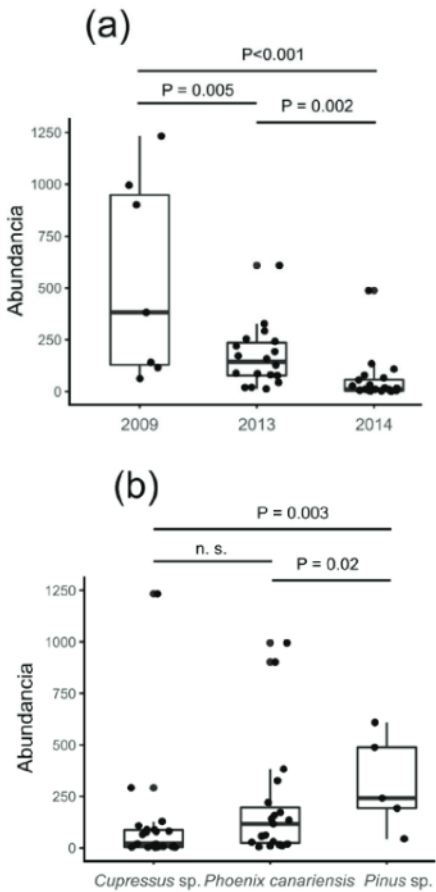 (a)
P<0.001
P = 0.005
P = 0.002
1250
1000
750
500
250
0
Abundancia
2009 2013 2014
(b)
P = 0.003
n. s.
P = 0.02
1250
1000
750
500
250
0
Abundancia
Cupressus sp. Phoenix canariensis Pinus sp.